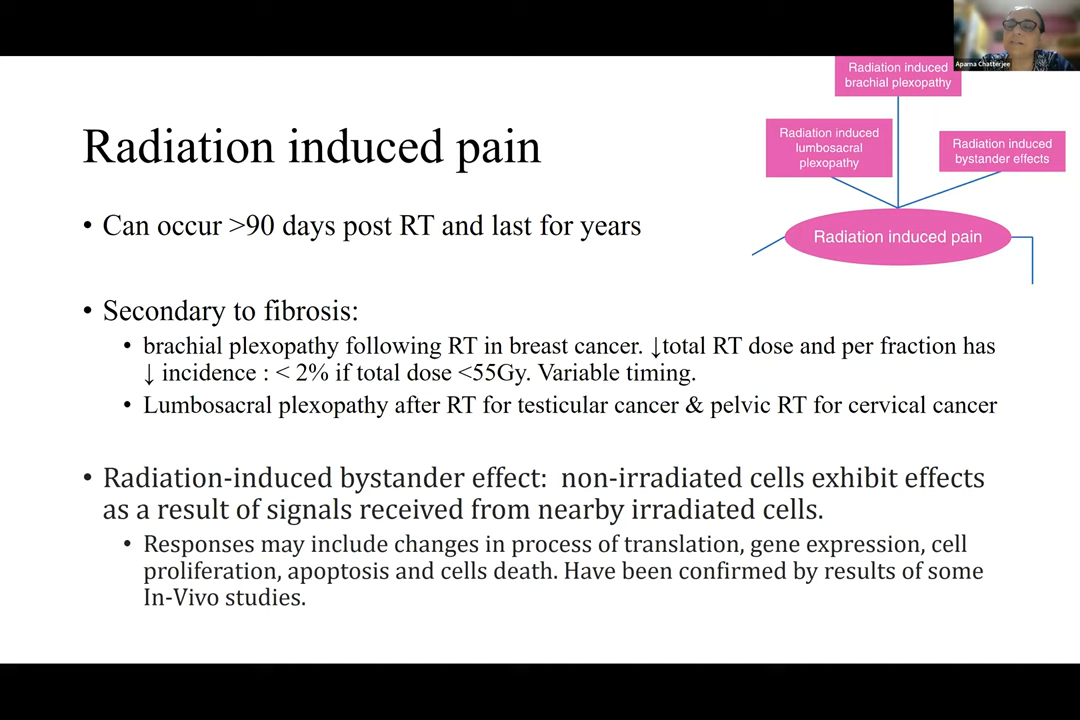 Aparna Chatterjee
Radiation induced
brachial plexopathy
Radiation induced
lumbosacral
plexopathy
Radiation induced
bystander effects
Radiation induced pain
Radiation induced pain
• Can occur >90 days post RT and last for years
• Secondary to fibrosis:
• brachial plexopathy following RT in breast cancer. ↓total RT dose and per fraction has
↓ incidence : < 2% if total dose <55Gy. Variable timing.
• Lumbosacral plexopathy after RT for testicular cancer & pelvic RT for cervical cancer
• Radiation-induced bystander effect:  non-irradiated cells exhibit effects
as a result of signals received from nearby irradiated cells.
• Responses may include changes in process of translation, gene expression, cell
proliferation, apoptosis and cells death. Have been confirmed by results of some
In-Vivo studies.